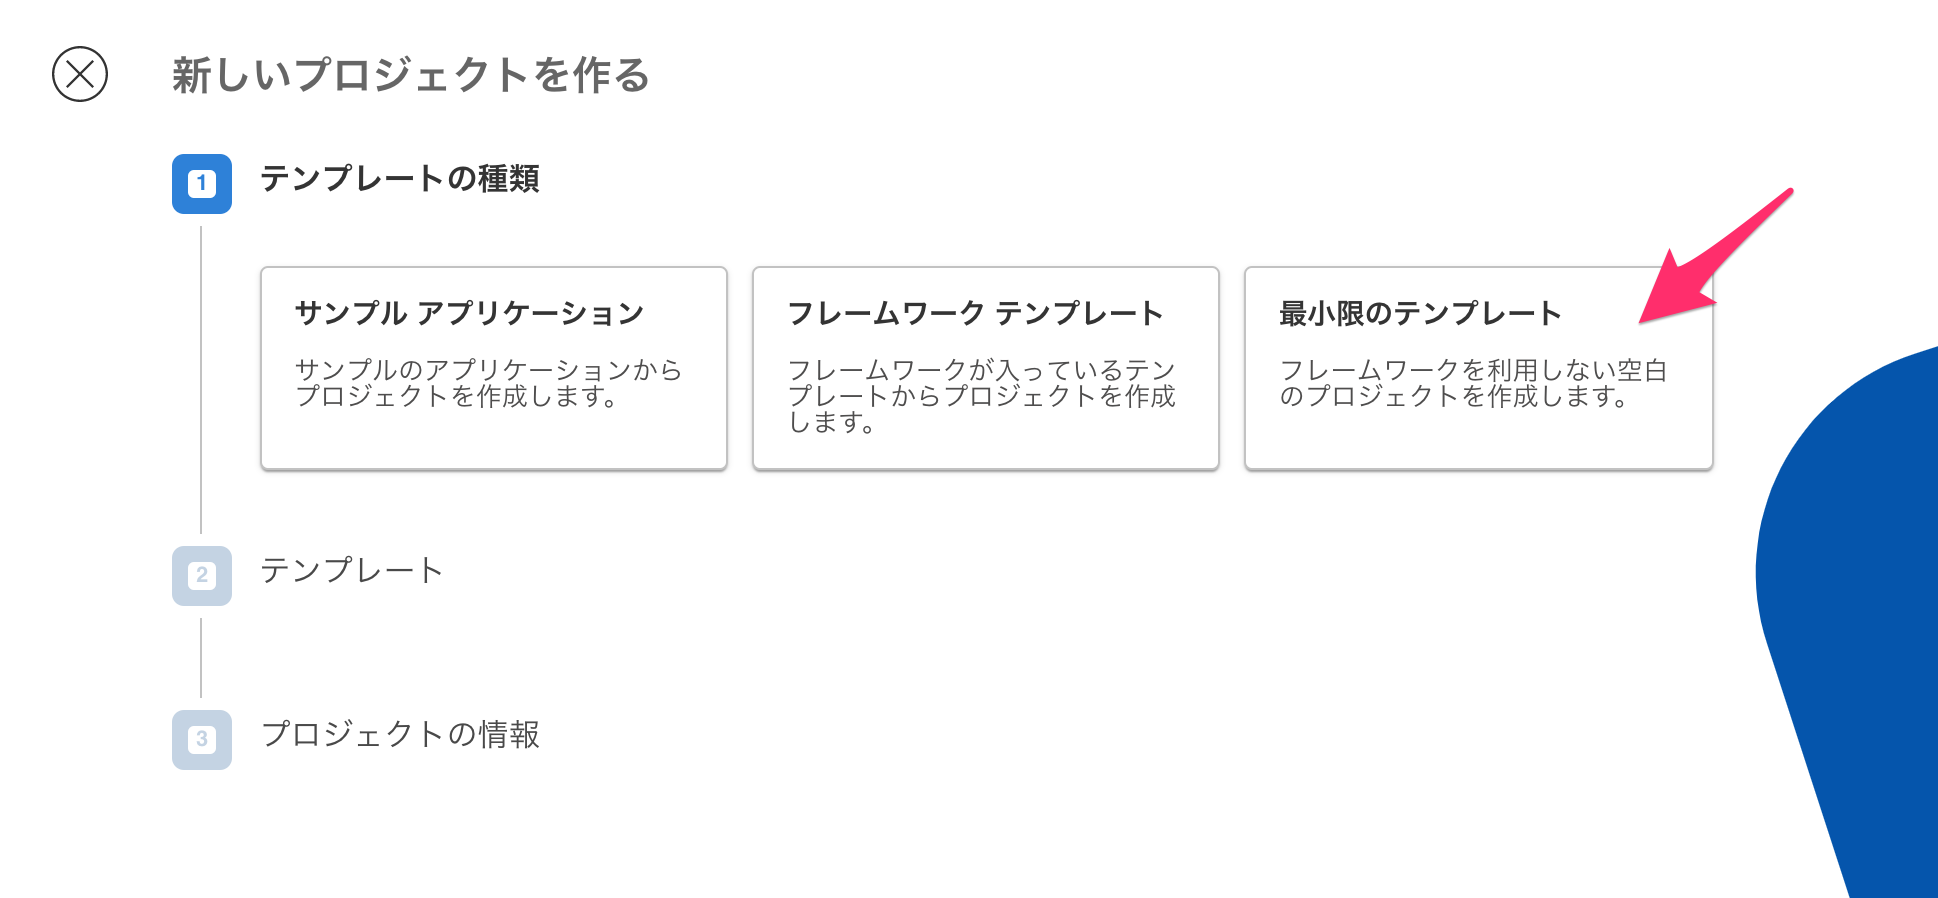 新しいプロジェクトを作る
1 テンプレートの種類
サンプル アプリケーション
サンプルのアプリケーションから
プロジェクトを作成します。
フレームワーク テンプレート
フレームワークが入っているテン
プレートからプロジェクトを作成
します。
最小限のテンプレート
フレームワークを利用しない空白
のプロジェクトを作成します。
2 テンプレート
3 プロジェクトの情報